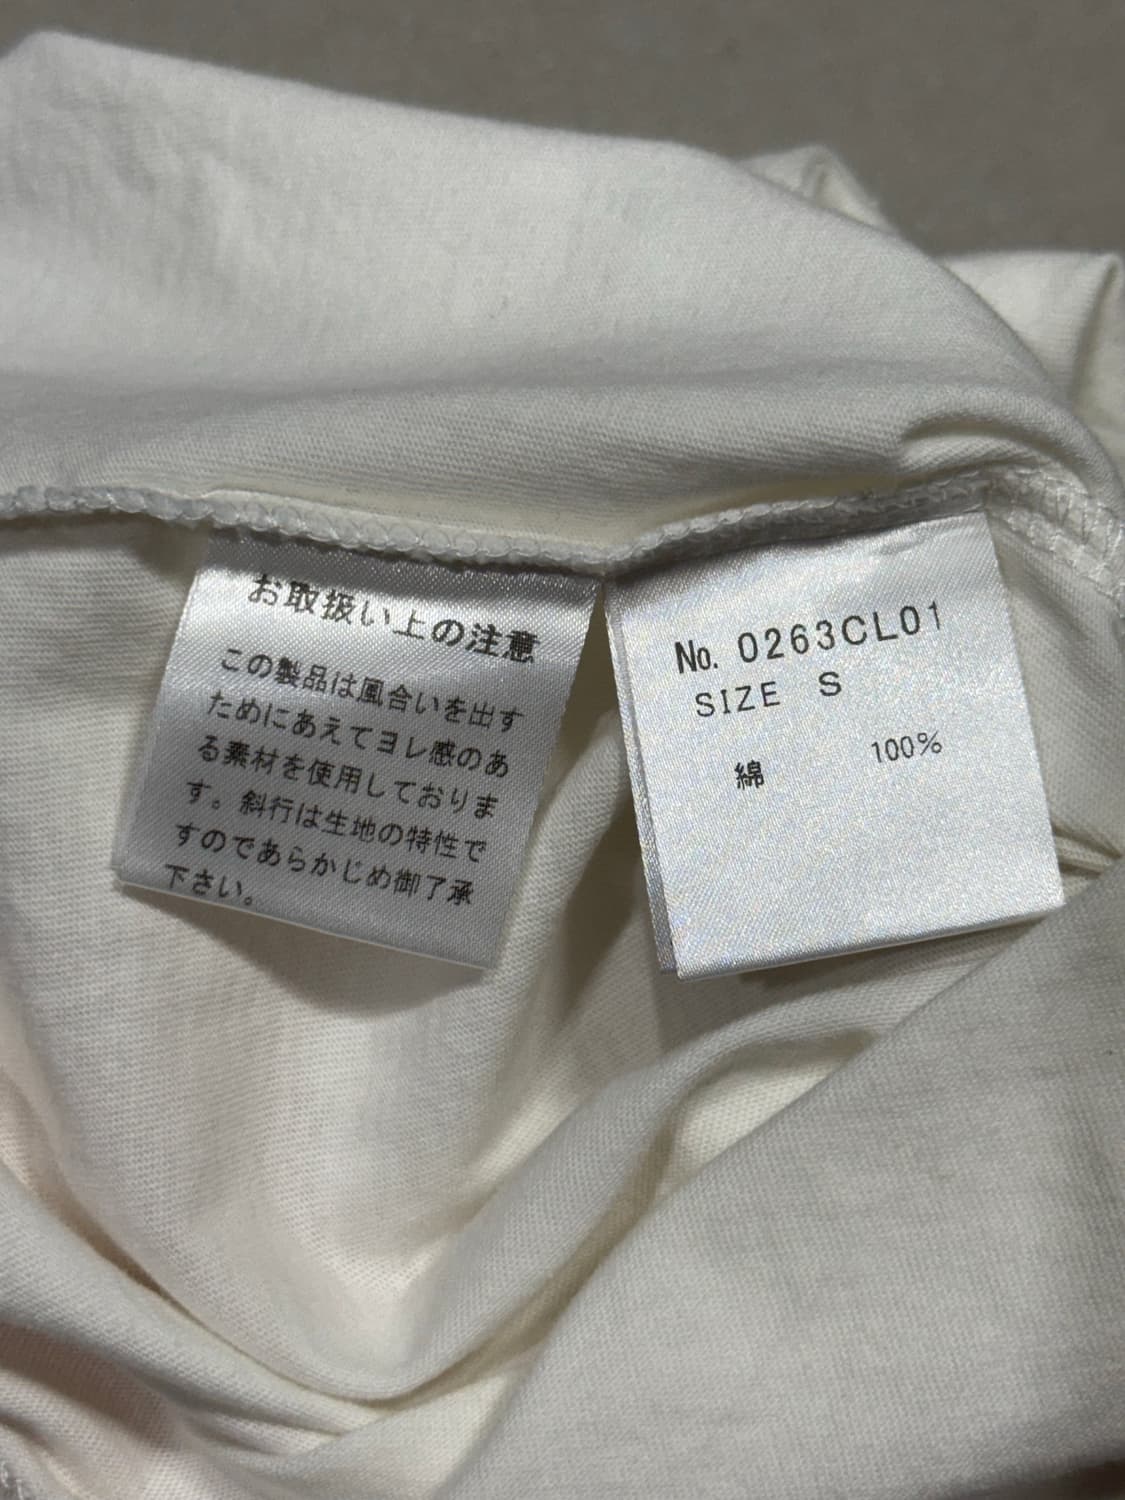 お取扱い上の注意
この製品は風合いを出す
ためにあえてヨレ感のあ
る素材を使用しておりま
す。斜行は生地の特性で
すのであらかじめ御了承
下さい。
No. 0263CL01
SIZE S
綿 100%